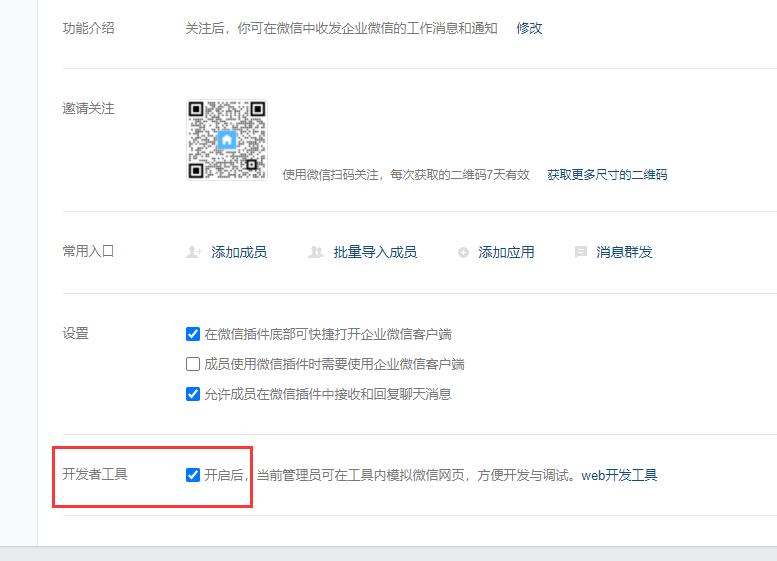 功能介绍 关注后，你可在微信中收发企业微信的工作消息和通知 修改
邀请关注
使用微信扫码关注，每次获取的二维码7天有效 获取更多尺寸的二维码
常用入口 添加成员 批量导入成员 添加应用 消息群发
设置 在微信插件底部可快捷打开企业微信客户端
成员使用微信插件时需要使用企业微信客户端
允许成员在微信插件中接收和回复聊天消息
开发者工具 开启后，当前管理员可在工具内模拟微信网页，方便开发与调试。web开发工具